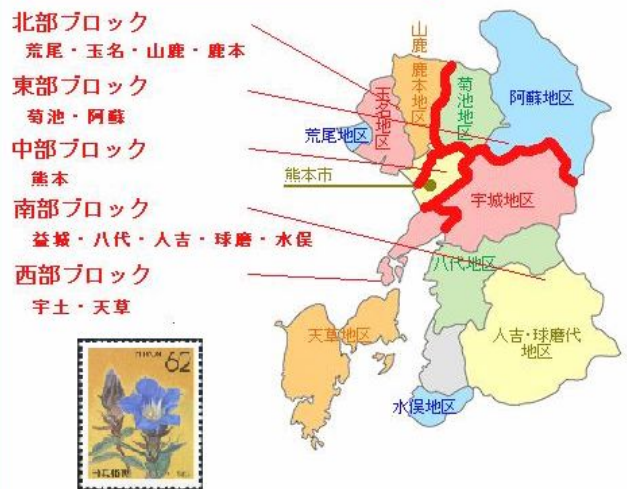 北部ブロック
荒尾・玉名・山鹿・鹿本
東部ブロック
菊池・阿蘇
中部ブロック
熊本
南部ブロック
益城・八代・人吉・球磨・水俣
西部ブロック
宇土・天草
山鹿
鹿本地区
菊池地区
阿蘇地区
玉名地区
荒尾地区
熊本市
宇城地区
八代地区
天草地区
人吉・球磨代
地区
水俣地区
62